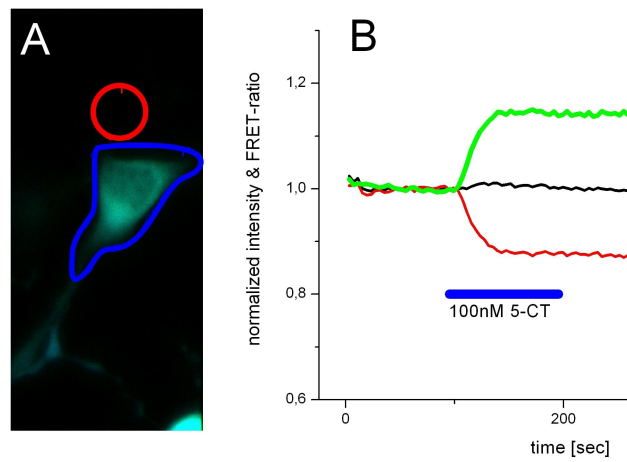 A
B
normalized intensity & FRET-ratio
1,2
1,0
0,8
0,6
100nM 5-CT
0
200
time [sec]